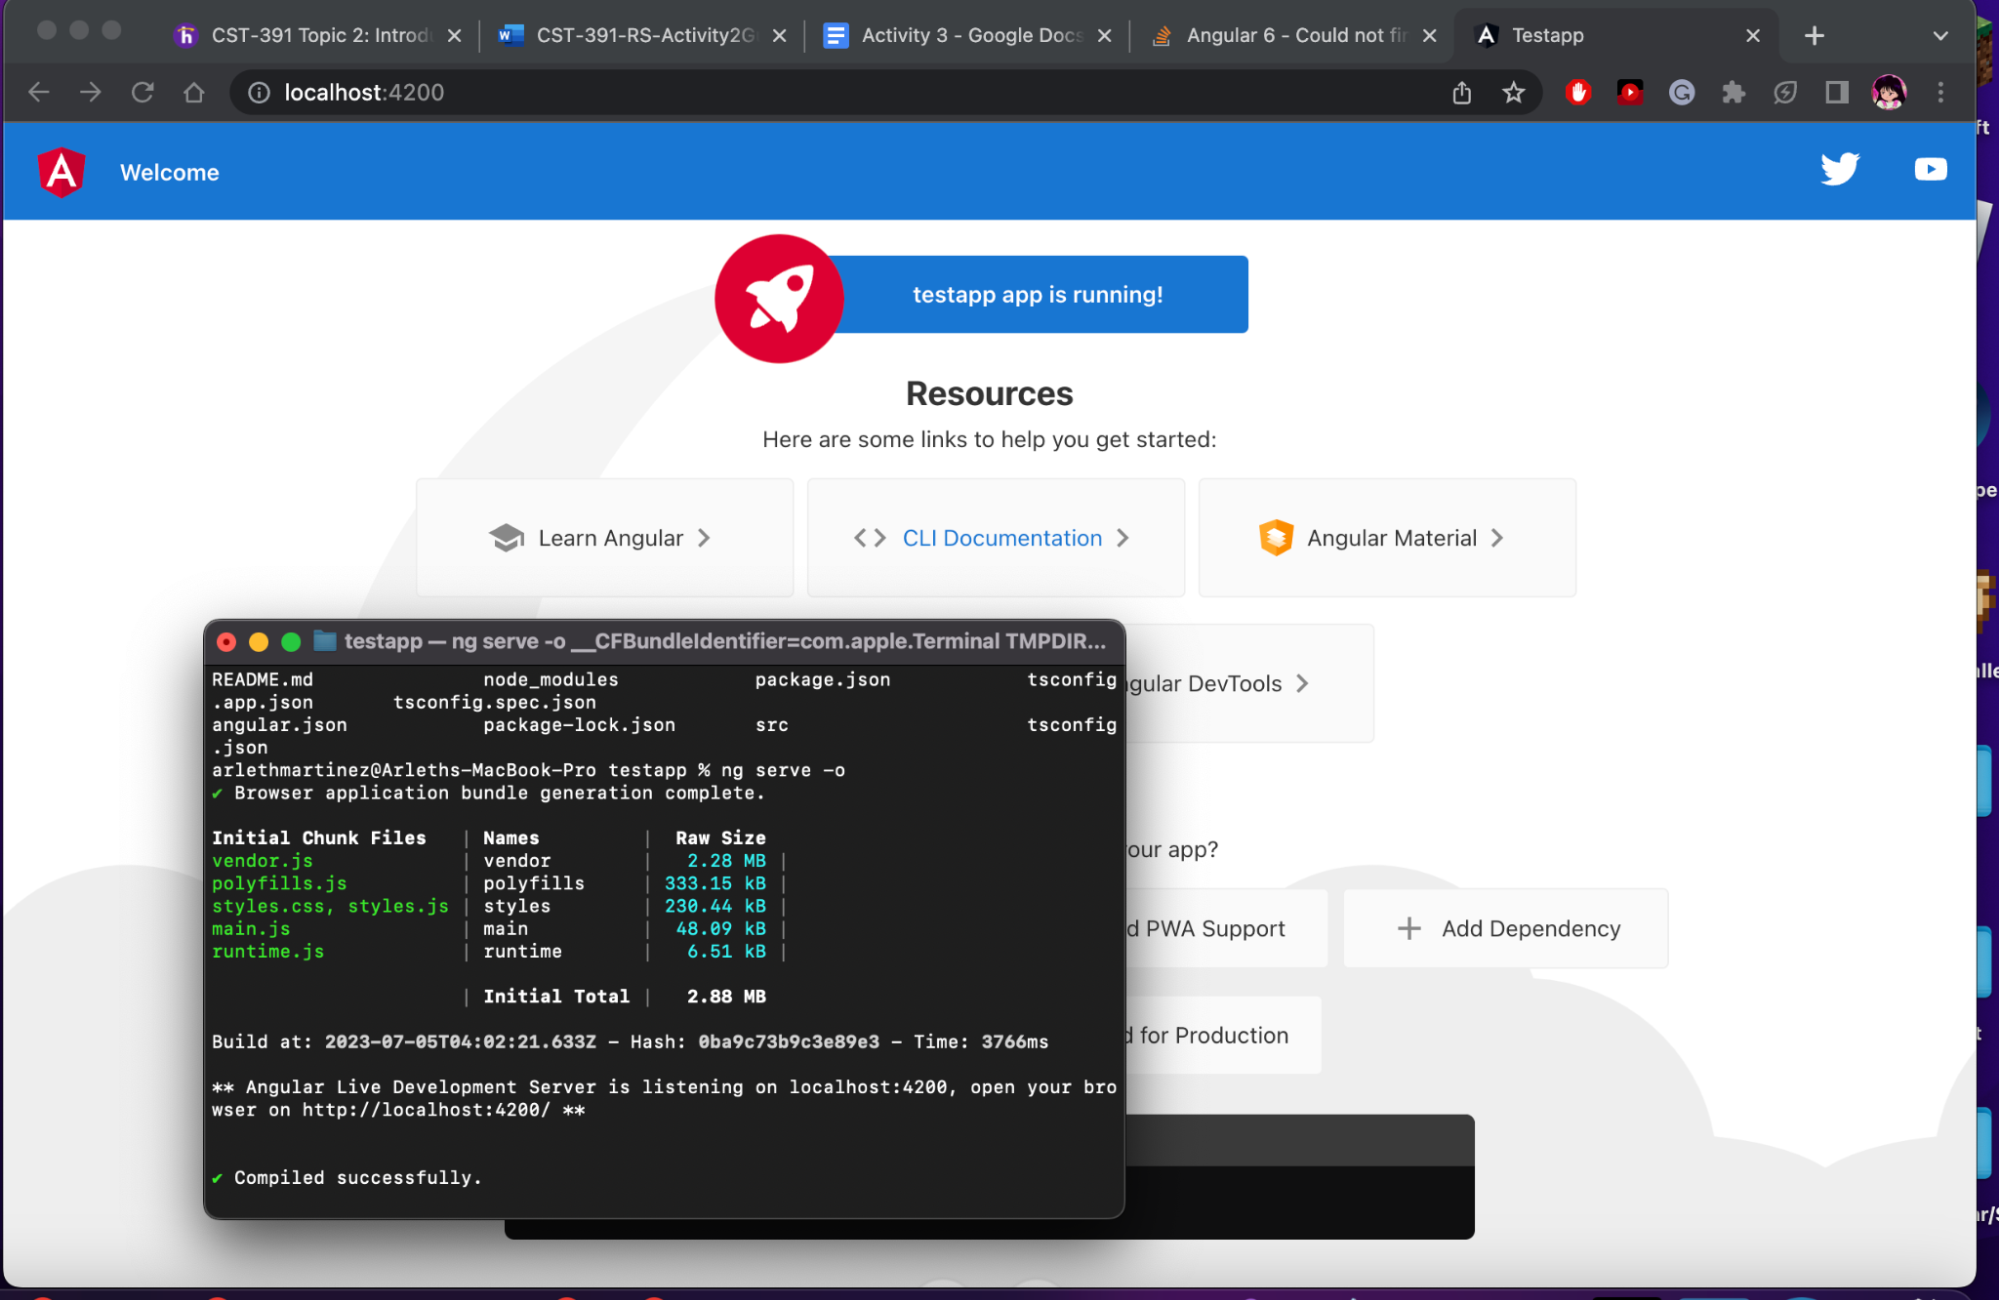 CST-391 Topic 2: Introdu
CST-391-RS-Activity2G
Activity 3 - Google Docs
Angular 6 - Could not fin
Testapp
localhost:4200
Welcome
testapp app is running!
Resources
Here are some links to help you get started:
Learn Angular
CLI Documentation
Angular Material
ngular DevTools
our app?
d PWA Support
Add Dependency
d for Production
testapp — ng serve -o __CFBundleIdentifier=com.apple.Terminal TMPDIR...
README.md node_modules package.json tsconfig
.app.json tsconfig.spec.json
angular.json package-lock.json src tsconfig
.json
arlethmartinez@Arleths-MacBook-Pro testapp % ng serve -o
✔ Browser application bundle generation complete.
Initial Chunk Files | Names | Raw Size
vendor.js | vendor | 2.28 MB |
polyfills.js | polyfills | 333.15 kB |
styles.css, styles.js | styles | 230.44 kB |
main.js | main | 48.09 kB |
runtime.js | runtime | 6.51 kB |
| Initial Total | 2.88 MB
Build at: 2023-07-05T04:02:21.633Z - Hash: 0ba9c73b9c3e89e3 - Time: 3766ms
** Angular Live Development Server is listening on localhost:4200, open your bro
wser on http://localhost:4200/ **
✔ Compiled successfully.